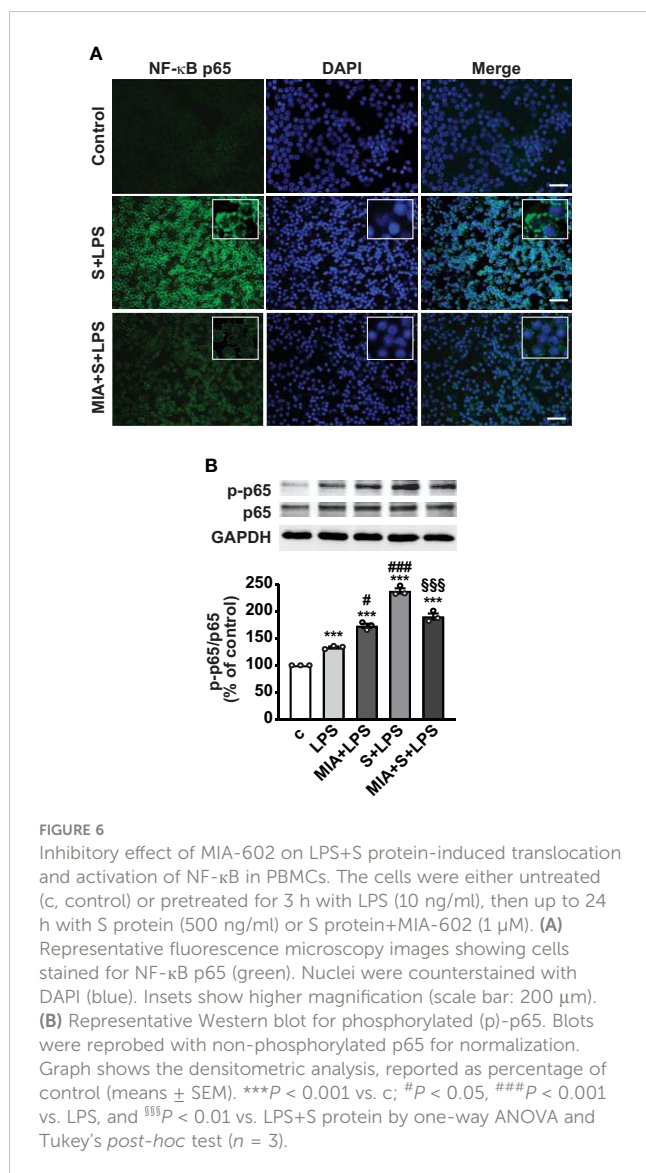 A
NF-κB p65 DAPI Merge
Control
S+LPS
MIA+S+LPS
B
p-p65
p65
GAPDH
p-p65/p65
(% of control)
250
200
150
100
50
0
***
#
***
###
***
§§§
***
c
LPS
MIA+LPS
S+LPS
MIA+S+LPS
FIGURE 6
Inhibitory effect of MIA-602 on LPS+S protein-induced translocation
and activation of NF-κB in PBMCs. The cells were either untreated
(c, control) or pretreated for 3 h with LPS (10 ng/ml), then up to 24
h with S protein (500 ng/ml) or S protein+MIA-602 (1 μM). (A)
Representative fluorescence microscopy images showing cells
stained for NF-κB p65 (green). Nuclei were counterstained with
DAPI (blue). Insets show higher magnification (scale bar: 200 μm).
(B) Representative Western blot for phosphorylated (p)-p65. Blots
were reprobed with non-phosphorylated p65 for normalization.
Graph shows the densitometric analysis, reported as percentage of
control (means ± SEM). ***P < 0.001 vs. c; #P < 0.05, ###P < 0.001
vs. LPS, and §§§P < 0.01 vs. LPS+S protein by one-way ANOVA and
Tukey's post-hoc test (n = 3).